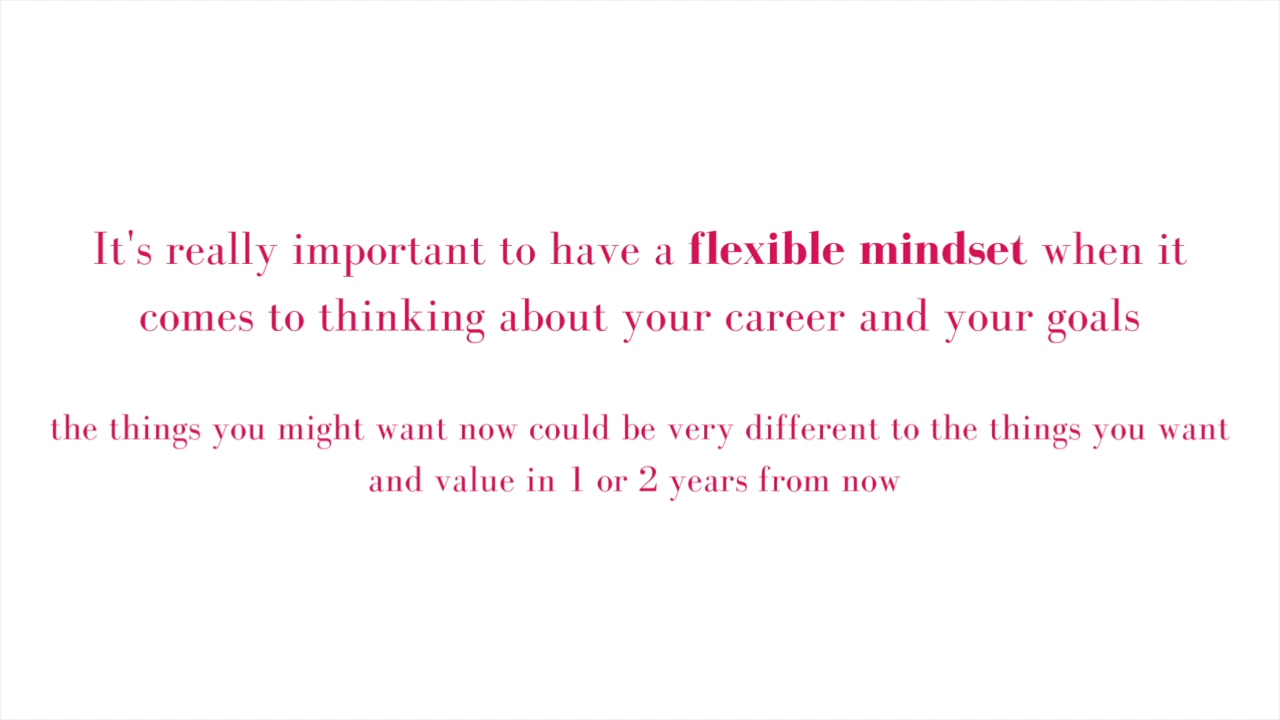 It's really important to have a flexible mindset when it
comes to thinking about your career and your goals
the things you might want now could be very different to the things you want
and value in 1 or 2 years from now